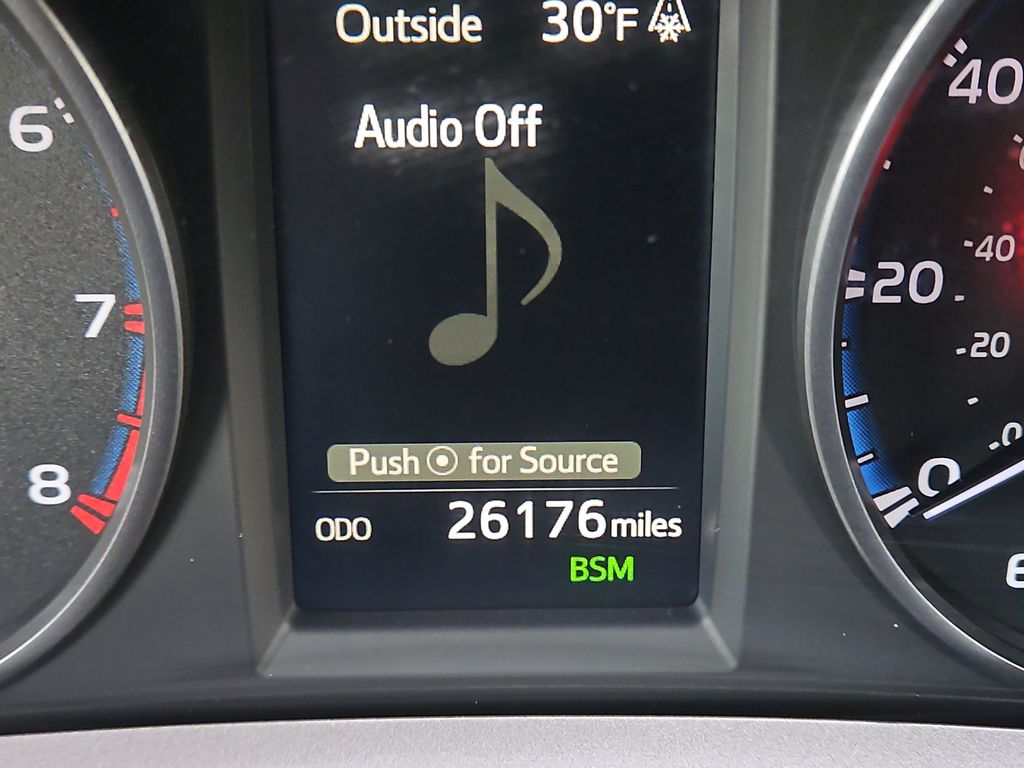 Outside 30°F
Audio Off
Push for Source
ODO 26176 miles
BSM
6
7
8
40
20
0
-40
-20
-0